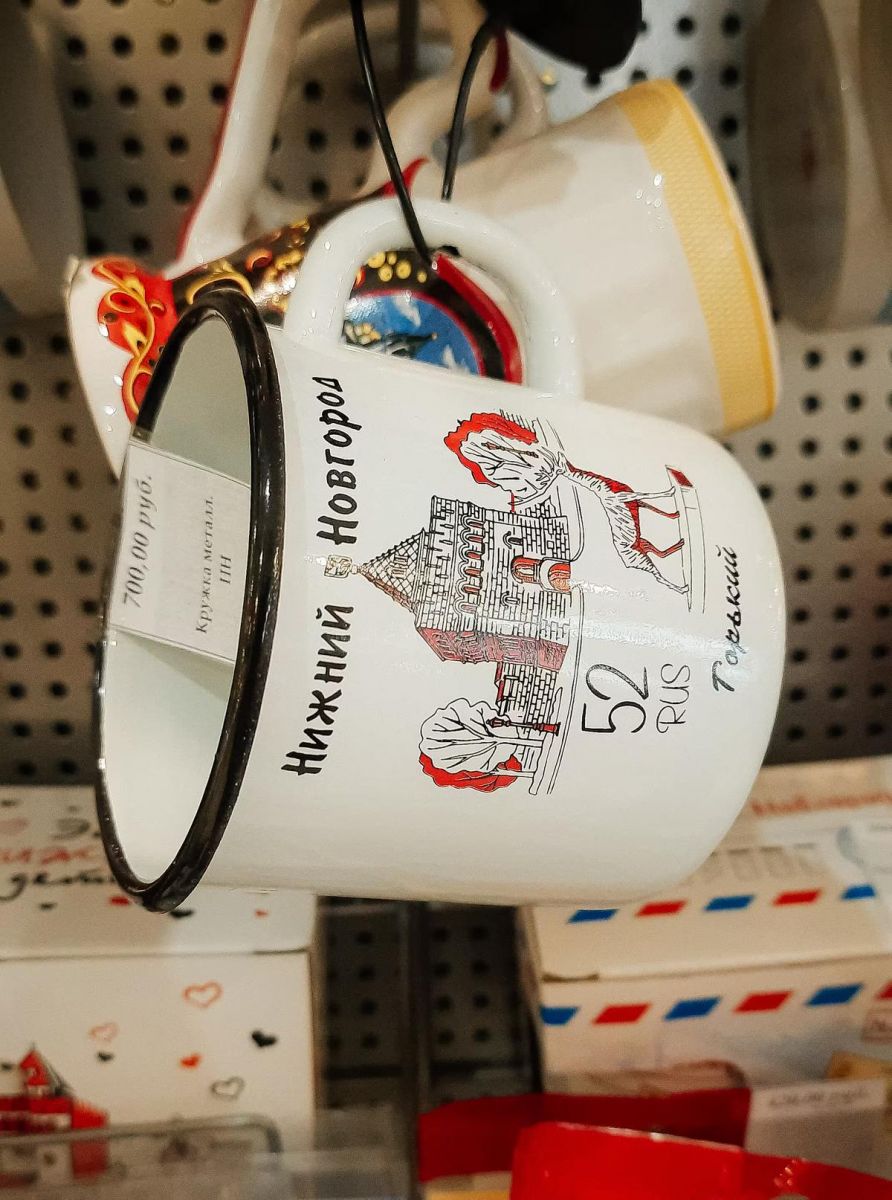 700,00 руб.
Кружка металл.
НН
Нижний Новгород
52
RUS
Горький